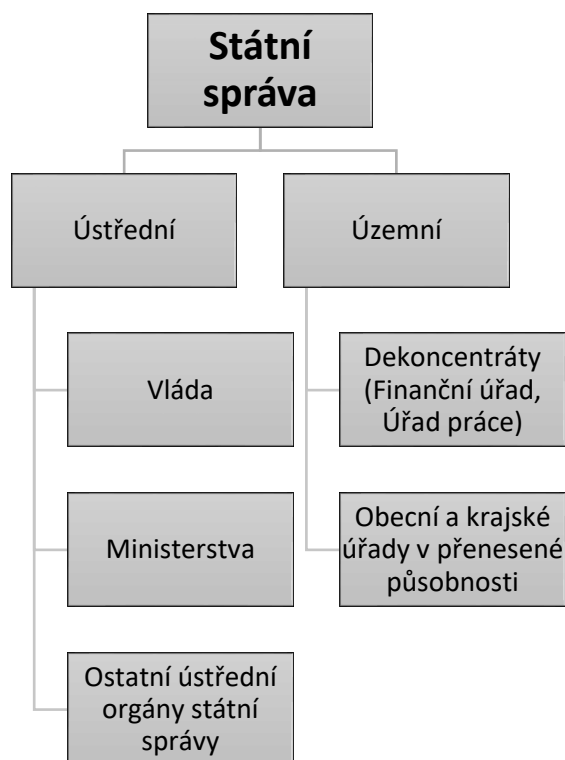 Státní
správa
Ústřední
Územní
Vláda
Dekoncentráty
(Finanční úřad,
Úřad práce)
Ministerstva
Obecní a krajské
úřady v přenesené
působnosti
Ostatní ústřední
orgány státní
správy